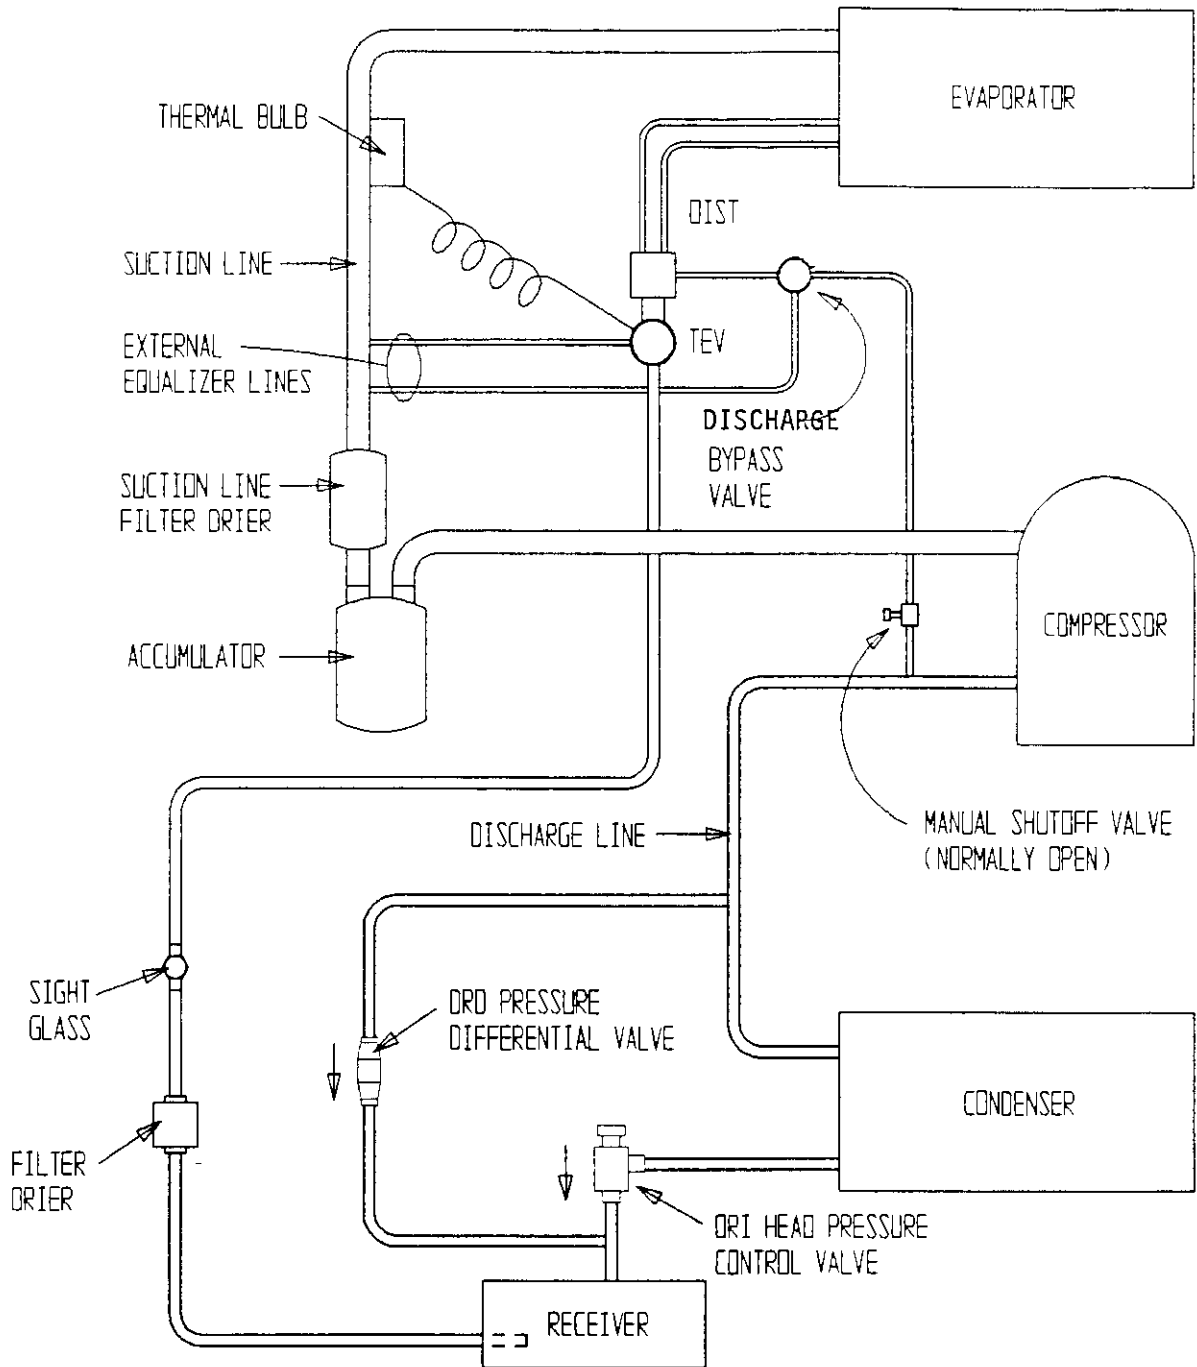 EVAPORATOR
THERMAL BULB
DIST
SUCTION LINE
TEV
EXTERNAL
EQUALIZER LINES
DISCHARGE
BYPASS
VALVE
SUCTION LINE
FILTER DRIER
COMPRESSOR
ACCUMULATOR
MANUAL SHUTOFF VALVE
(NORMALLY OPEN)
DISCHARGE LINE
SIGHT
GLASS
ORD PRESSURE
DIFFERENTIAL VALVE
CONDENSER
FILTER
DRIER
ORI HEAD PRESSURE
CONTROL VALVE
RECEIVER